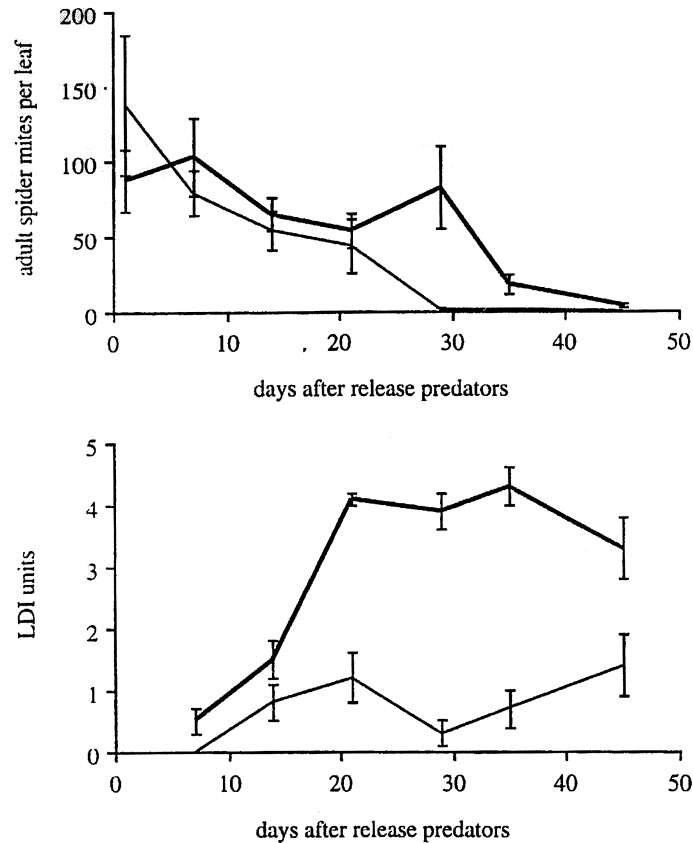 200
150
100
50
0
adult spider mites per leaf
0 10 20 30 40 50
days after release predators
5
4
3
2
1
0
LDI units
0 10 20 30 40 50
days after release predators